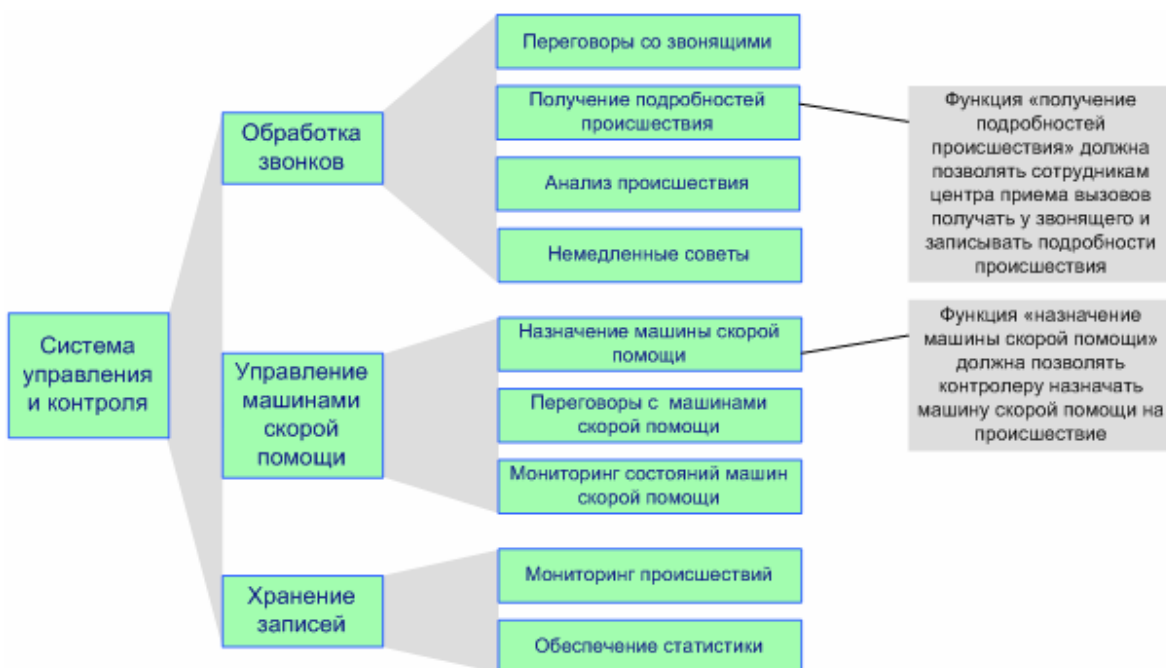 Переговоры со звонящими
Получение подробностей
происшествия
Анализ происшествия
Немедленные советы
Обработка
звонков
Функция «получение
подробностей
происшествия» должна
позволять сотрудникам
центра приема вызовов
получать у звонящего и
записывать подробности
происшествия
Система
управления
и контроля
Управление
машинами
скорой
помощи
Назначение машины скорой
помощи
Переговоры с машинами
скорой помощи
Мониторинг состояний машин
скорой помощи
Функция «назначение
машины скорой помощи»
должна позволять
контролеру назначать
машину скорой помощи на
происшествие
Хранение
записей
Мониторинг происшествий
Обеспечение статистики